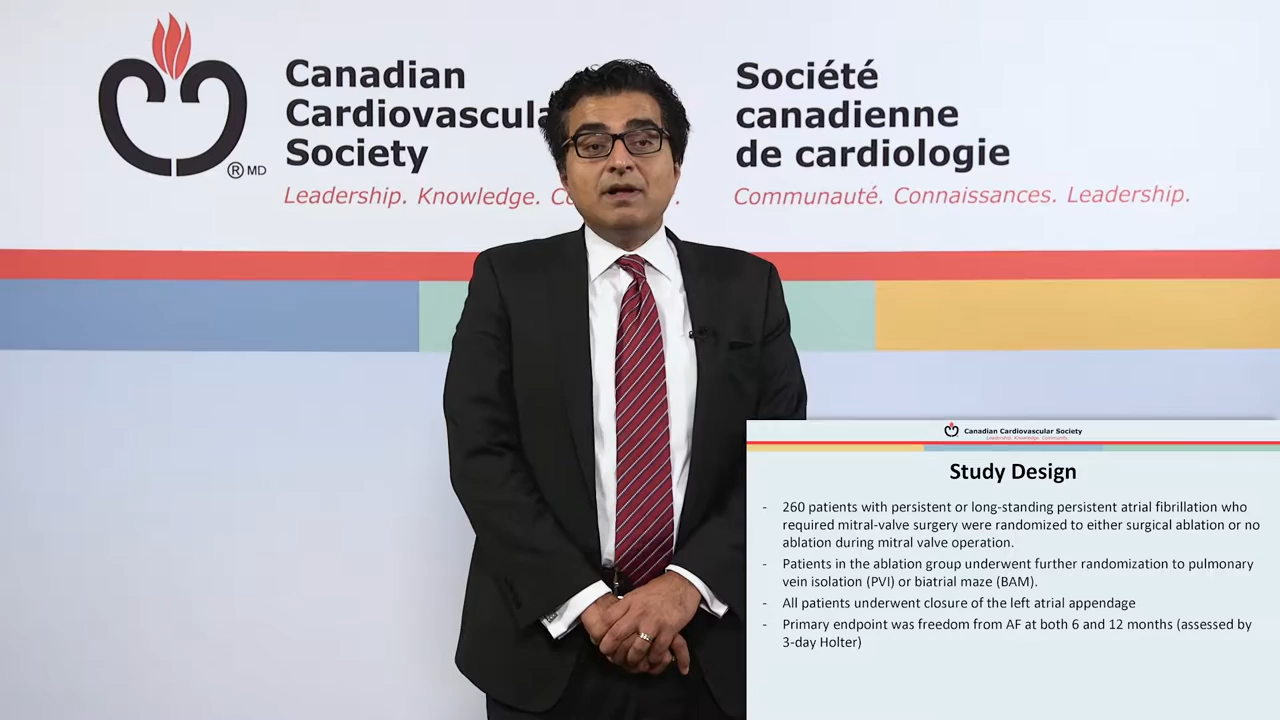 Canadian
Cardiovascula
Society
® MD
Leadership. Knowledge. Co
Société
canadienne
de cardiologie
Communauté. Connaissances. Leadership.
Canadian Cardiovascular Society
Leadership. Knowledge. Community.
Study Design
- 260 patients with persistent or long-standing persistent atrial fibrillation who
required mitral-valve surgery were randomized to either surgical ablation or no
ablation during mitral valve operation.
- Patients in the ablation group underwent further randomization to pulmonary
vein isolation (PVI) or biatrial maze (BAM).
- All patients underwent closure of the left atrial appendage
- Primary endpoint was freedom from AF at both 6 and 12 months (assessed by
3-day Holter)